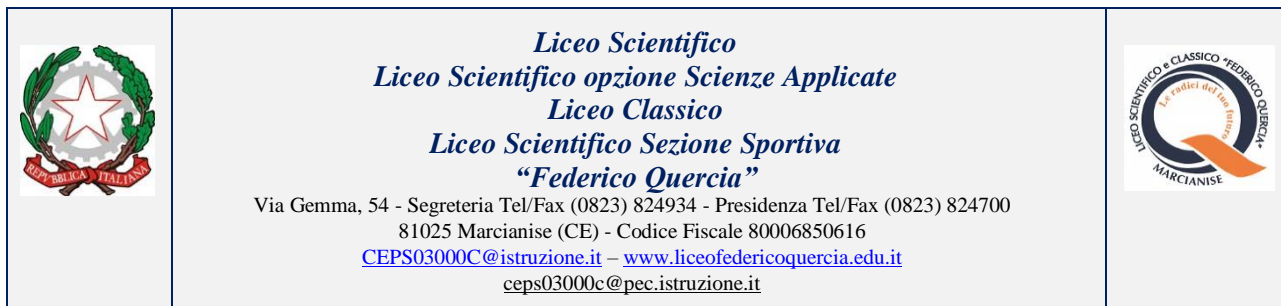 Liceo Scientifico
Liceo Scientifico opzione Scienze Applicate
Liceo Classico
Liceo Scientifico Sezione Sportiva
“Federico Quercia”
Via Gemma, 54 - Segreteria Tel/Fax (0823) 824934 - Presidenza Tel/Fax (0823) 824700
81025 Marcianise (CE) - Codice Fiscale 80006850616
CEPS03000C@istruzione.it – www.liceofedericoquercia.edu.it
ceps03000c@pec.istruzione.it
REPVBBLICA ITALIANA
LICEO SCIENTIFICO e CLASSICO "FEDERICO QUERCIA"
Le radici del tuo futuro
MARCIANISE